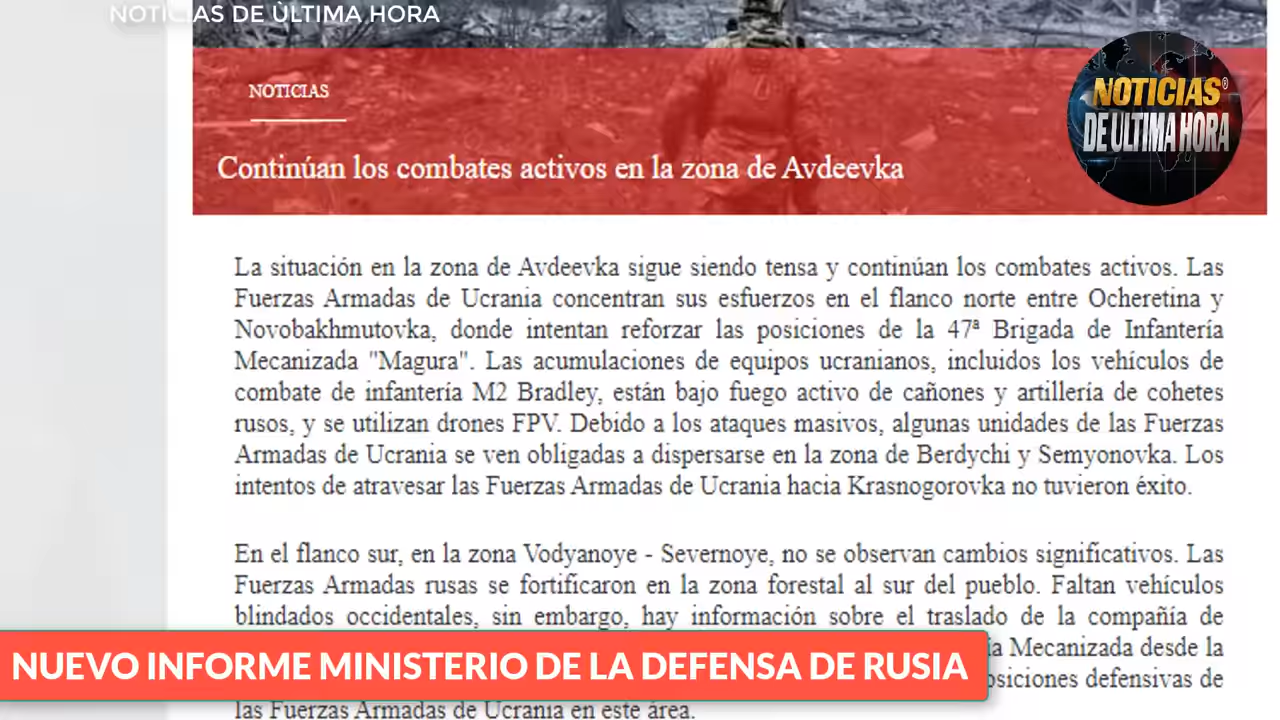 NOTICIAS DE ÙLTIMA HORA
NOTICIAS
NOTICIAS®
DE ULTIMA HORA
Continúan los combates activos en la zona de Avdeevka
La situación en la zona de Avdeevka sigue siendo tensa y continúan los combates activos. Las
Fuerzas Armadas de Ucrania concentran sus esfuerzos en el flanco norte entre Ocheretina y
Novobakhmutovka, donde intentan reforzar las posiciones de la 47ª Brigada de Infantería
Mecanizada "Magura". Las acumulaciones de equipos ucranianos, incluidos los vehículos de
combate de infantería M2 Bradley, están bajo fuego activo de cañones y artillería de cohetes
rusos, y se utilizan drones FPV. Debido a los ataques masivos, algunas unidades de las Fuerzas
Armadas de Ucrania se ven obligadas a dispersarse en la zona de Berdychi y Semyonovka. Los
intentos de atravesar las Fuerzas Armadas de Ucrania hacia Krasnogorovka no tuvieron éxito.
En el flanco sur, en la zona Vodyanoye - Severnoye, no se observan cambios significativos. Las
Fuerzas Armadas rusas se fortificaron en la zona forestal al sur del pueblo. Faltan vehículos
blindados occidentales, sin embargo, hay información sobre el traslado de la compañía de
Mecanizada desde la
NUEVO INFORME MINISTERIO DE LA DEFENSA DE RUSIA
defensivas de
las Fuerzas Armadas de Ucrania en este área.